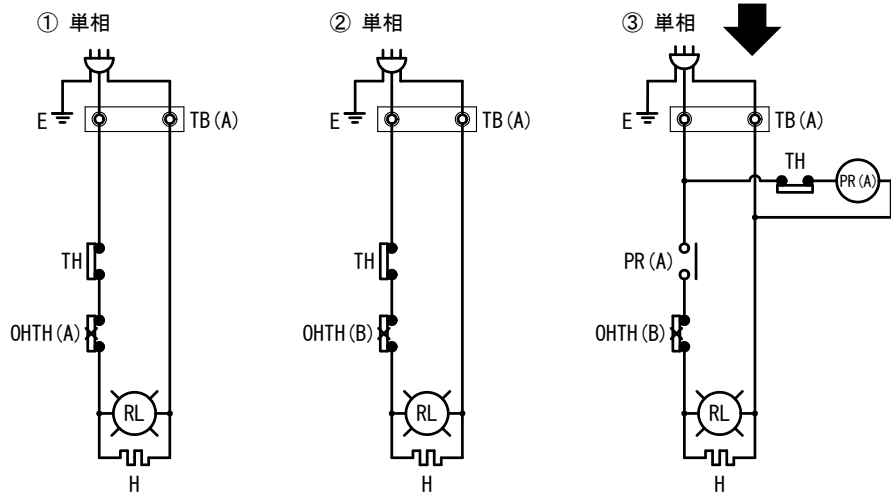 ① 単相
E
TB(A)
TH
OHTH(A)
RL
H
② 単相
E
TB(A)
TH
OHTH(B)
RL
H
③ 単相
E
TB(A)
TH
PR(A)
PR(A)
OHTH(B)
RL
H